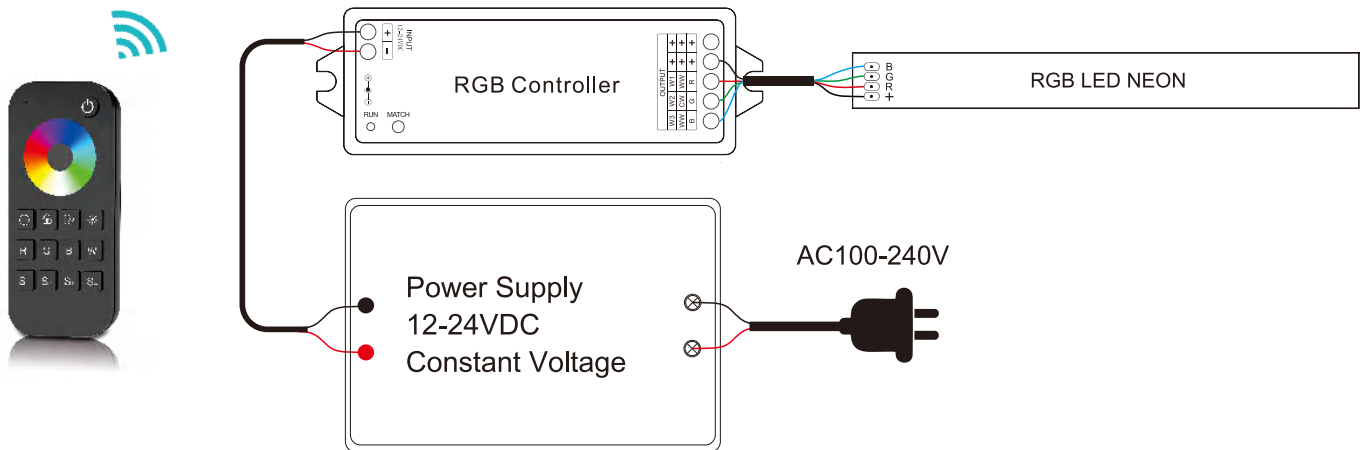 INPUT
12-24VDC
+
−
RGB Controller
RUN
MATCH
OUTPUT
+ + +
+ + +
W1 WW R
W2 CW G
W3 WW B
B
G
R
+
RGB LED NEON
R
B
Power Supply
12-24VDC
Constant Voltage
AC100-240V